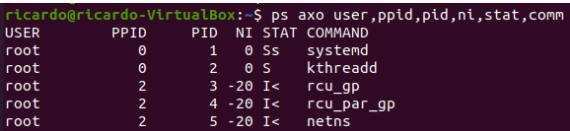 ricardo@ricardo-VirtualBox:~$ ps axo user,ppid,pid,ni,stat,comm
USER        PPID     PID  NI STAT COMMAND
root           0       1   0 Ss   systemd
root           0       2   0 S    kthreadd
root           2       3 -20 I<   rcu_gp
root           2       4 -20 I<   rcu_par_gp
root           2       5 -20 I<   netns